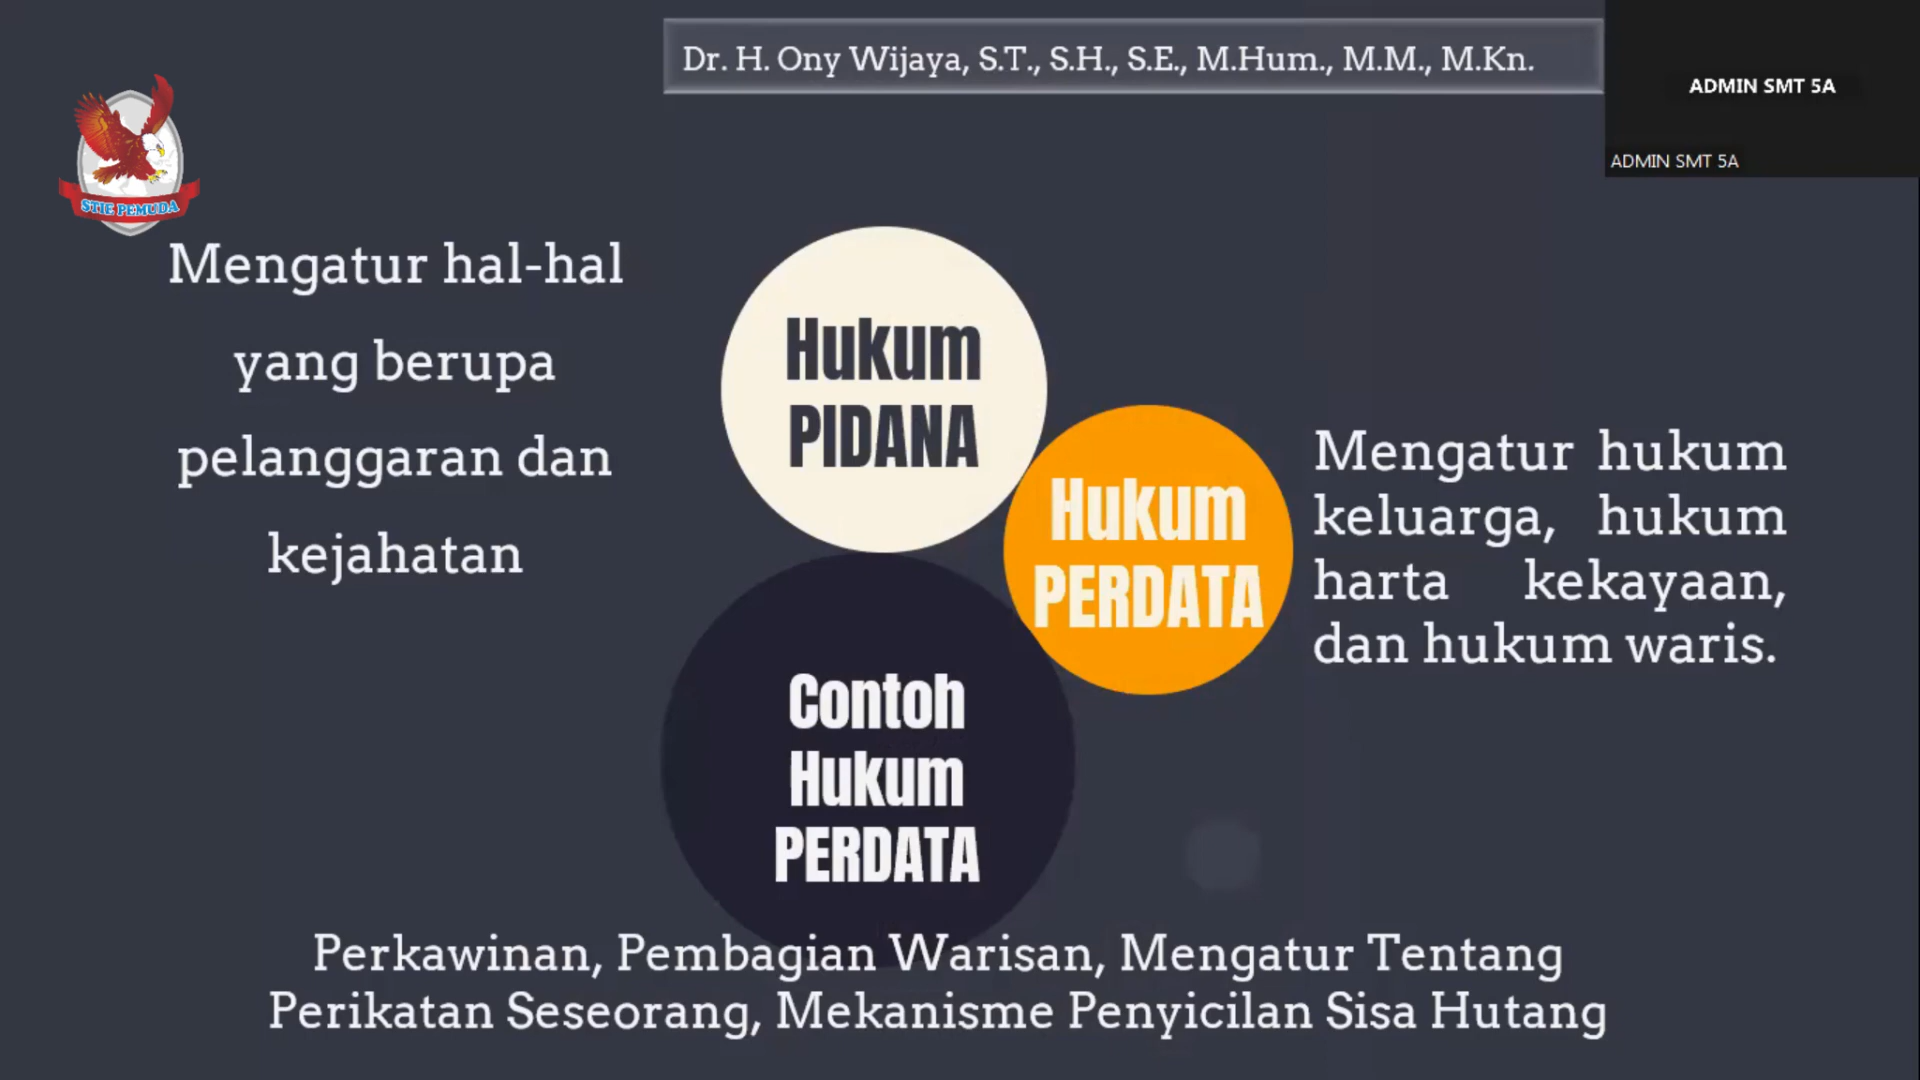 Dr. H. Ony Wijaya, S.T., S.H., S.E., M.Hum., M.M., M.Kn.
ADMIN SMT 5A
ADMIN SMT 5A
STIE PEMUDA
Mengatur hal-hal
yang berupa
pelanggaran dan
kejahatan
Hukum
PIDANA
Hukum
PERDATA
Mengatur hukum
keluarga, hukum
harta kekayaan,
dan hukum waris.
Contoh
Hukum
PERDATA
Perkawinan, Pembagian Warisan, Mengatur Tentang
Perikatan Seseorang, Mekanisme Penyicilan Sisa Hutang